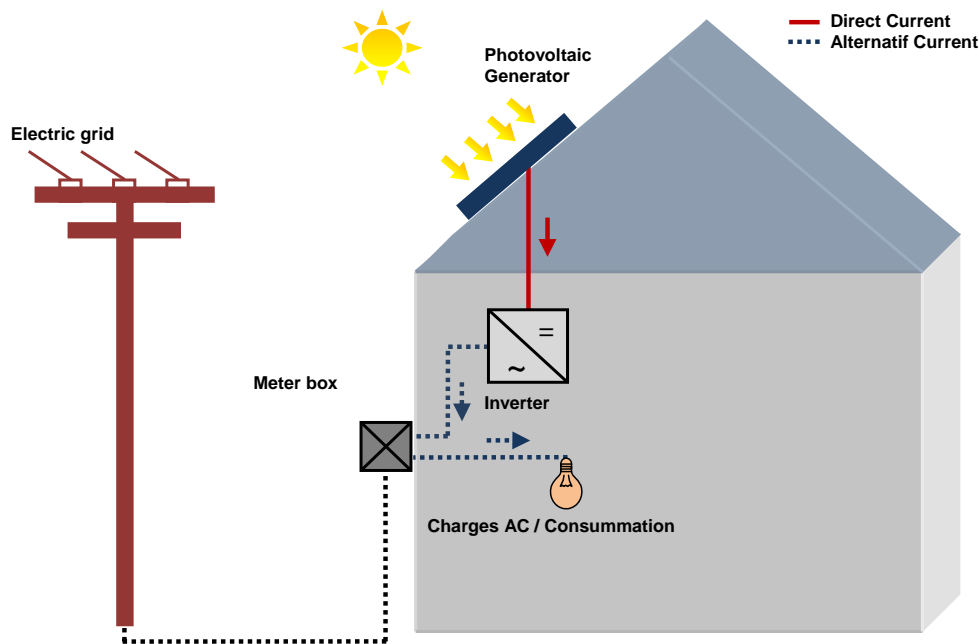 Direct Current
Alternatif Current
Photovoltaic
Generator
Electric grid
=
~
Meter box
Inverter
Charges AC / Consummation